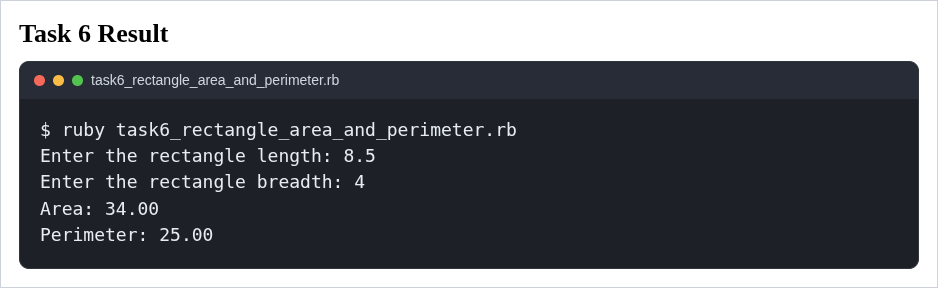 Task 6 Result
task6_rectangle_area_and_perimeter.rb
$ ruby task6_rectangle_area_and_perimeter.rb
Enter the rectangle length: 8.5
Enter the rectangle breadth: 4
Area: 34.00
Perimeter: 25.00